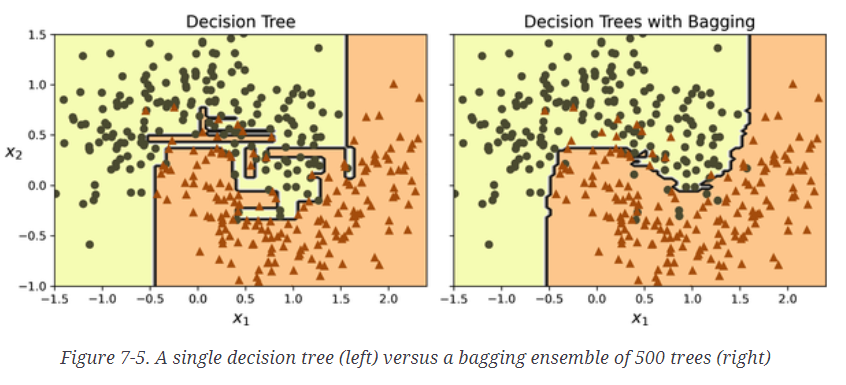 Decision Tree
Decision Trees with Bagging
1.5
1.0
0.5
0.0
−0.5
−1.0
x2
−1.5 −1.0 −0.5 0.0 0.5 1.0 1.5 2.0
−1.5 −1.0 −0.5 0.0 0.5 1.0 1.5 2.0
x1
x1
Figure 7-5. A single decision tree (left) versus a bagging ensemble of 500 trees (right)